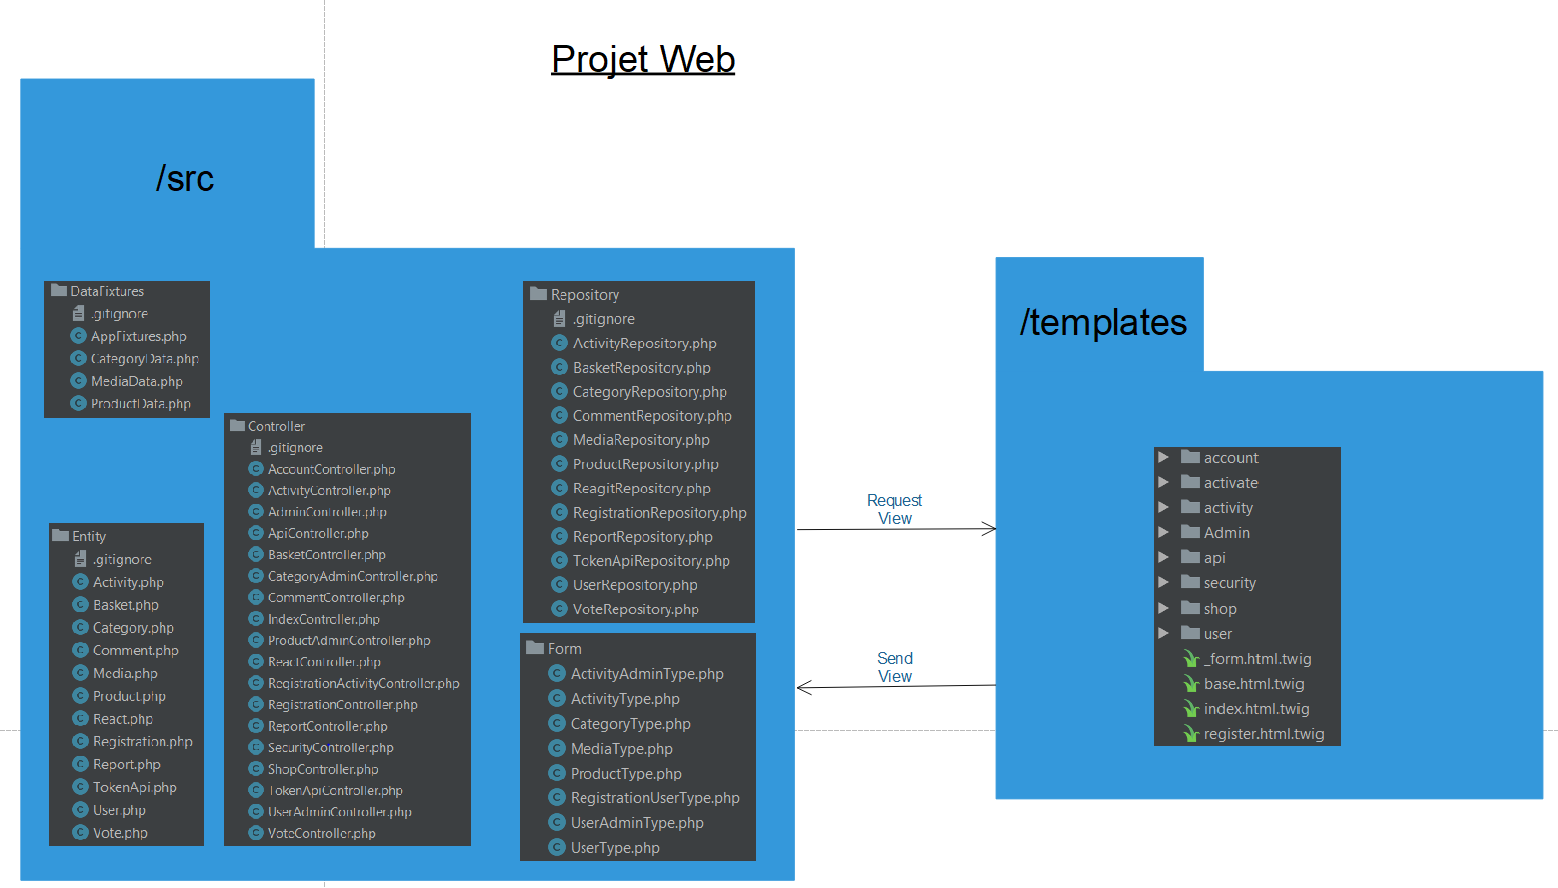 Projet Web
/src
DataFixtures
.gitignore
AppFixtures.php
CategoryData.php
MediaData.php
ProductData.php
Entity
.gitignore
Activity.php
Basket.php
Category.php
Comment.php
Media.php
Product.php
React.php
Registration.php
Report.php
TokenApi.php
User.php
Vote.php
Controller
.gitignore
AccountController.php
ActivityController.php
AdminController.php
ApiController.php
BasketController.php
CategoryAdminController.php
CommentController.php
IndexController.php
ProductAdminController.php
ReactController.php
RegistrationActivityController.php
RegistrationController.php
ReportController.php
SecurityController.php
ShopController.php
TokenApiController.php
UserAdminController.php
VoteController.php
Repository
.gitignore
ActivityRepository.php
BasketRepository.php
CategoryRepository.php
CommentRepository.php
MediaRepository.php
ProductRepository.php
ReagitRepository.php
RegistrationRepository.php
ReportRepository.php
TokenApiRepository.php
UserRepository.php
VoteRepository.php
Form
ActivityAdminType.php
ActivityType.php
CategoryType.php
MediaType.php
ProductType.php
RegistrationUserType.php
UserAdminType.php
UserType.php
Request
View
Send
View
/templates
account
activate
activity
Admin
api
security
shop
user
_form.html.twig
base.html.twig
index.html.twig
register.html.twig